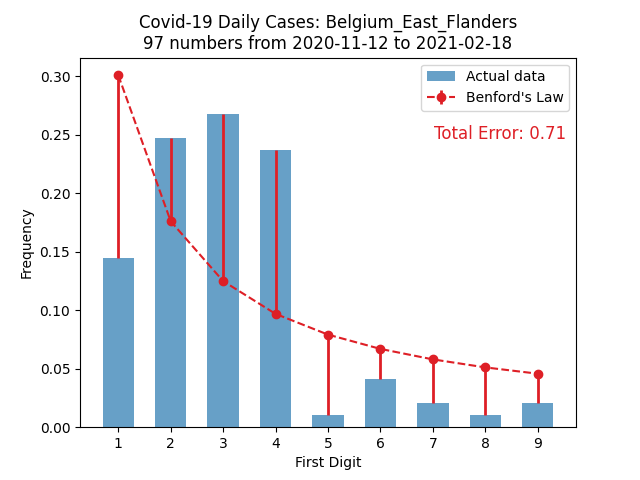 Covid-19 Daily Cases: Belgium_East_Flanders
97 numbers from 2020-11-12 to 2021-02-18
Actual data
Benford's Law
Total Error: 0.71
Frequency
0.30
0.25
0.20
0.15
0.10
0.05
0.00
1 2 3 4 5 6 7 8 9
First Digit